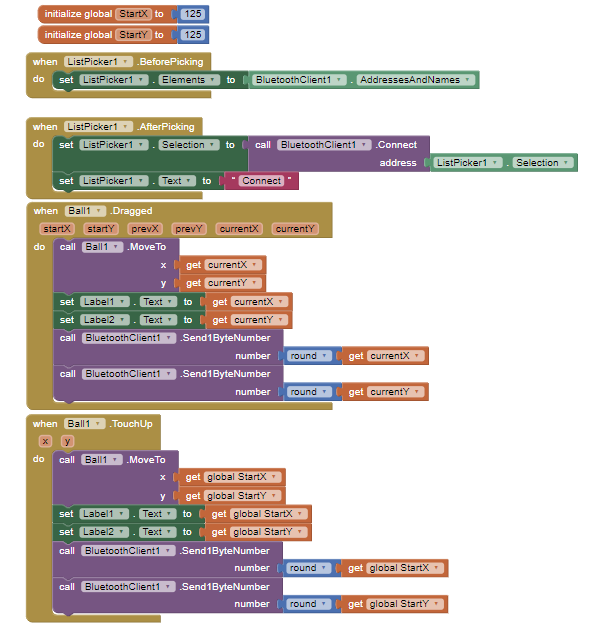 initialize global StartX to 125
initialize global StartY to 125
when ListPicker1 .BeforePicking
do set ListPicker1 . Elements to BluetoothClient1 . AddressesAndNames
when ListPicker1 .AfterPicking
do set ListPicker1 . Selection to call BluetoothClient1 .Connect
address ListPicker1 . Selection
set ListPicker1 . Text to " Connect "
when Ball1 .Dragged
startX startY prevX prevY currentX currentY
do call Ball1 .MoveTo
x get currentX
y get currentY
set Label1 . Text to get currentX
set Label2 . Text to get currentY
call BluetoothClient1 .Send1ByteNumber
number round get currentX
call BluetoothClient1 .Send1ByteNumber
number round get currentY
when Ball1 .TouchUp
x y
do call Ball1 .MoveTo
x get global StartX
y get global StartY
set Label1 . Text to get global StartX
set Label2 . Text to get global StartY
call BluetoothClient1 .Send1ByteNumber
number round get global StartX
call BluetoothClient1 .Send1ByteNumber
number round get global StartY